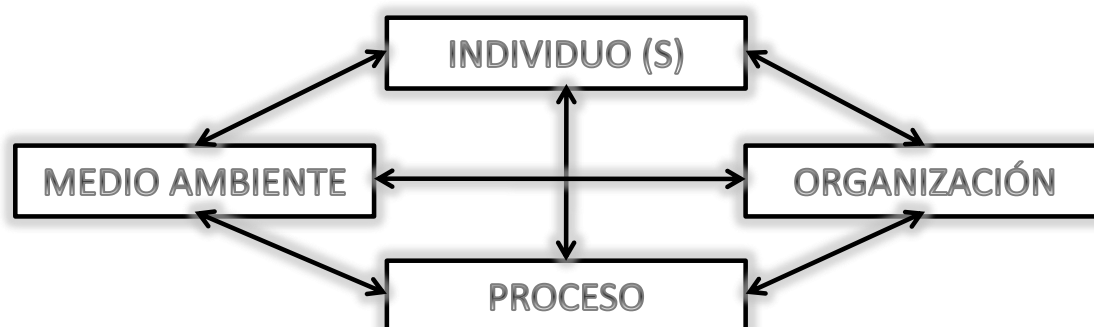 INDIVIDUO (S)
MEDIO AMBIENTE
ORGANIZACIÓN
PROCESO